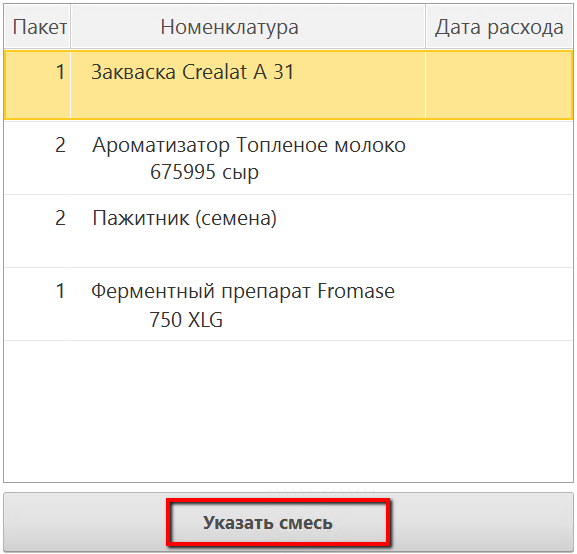 Пакет Номенклатура Дата расхода
1 Закваска Crealat A 31
2 Ароматизатор Топленое молоко
675995 сыр
2 Пажитник (семена)
1 Ферментный препарат Fromase
750 XLG
Указать смесь